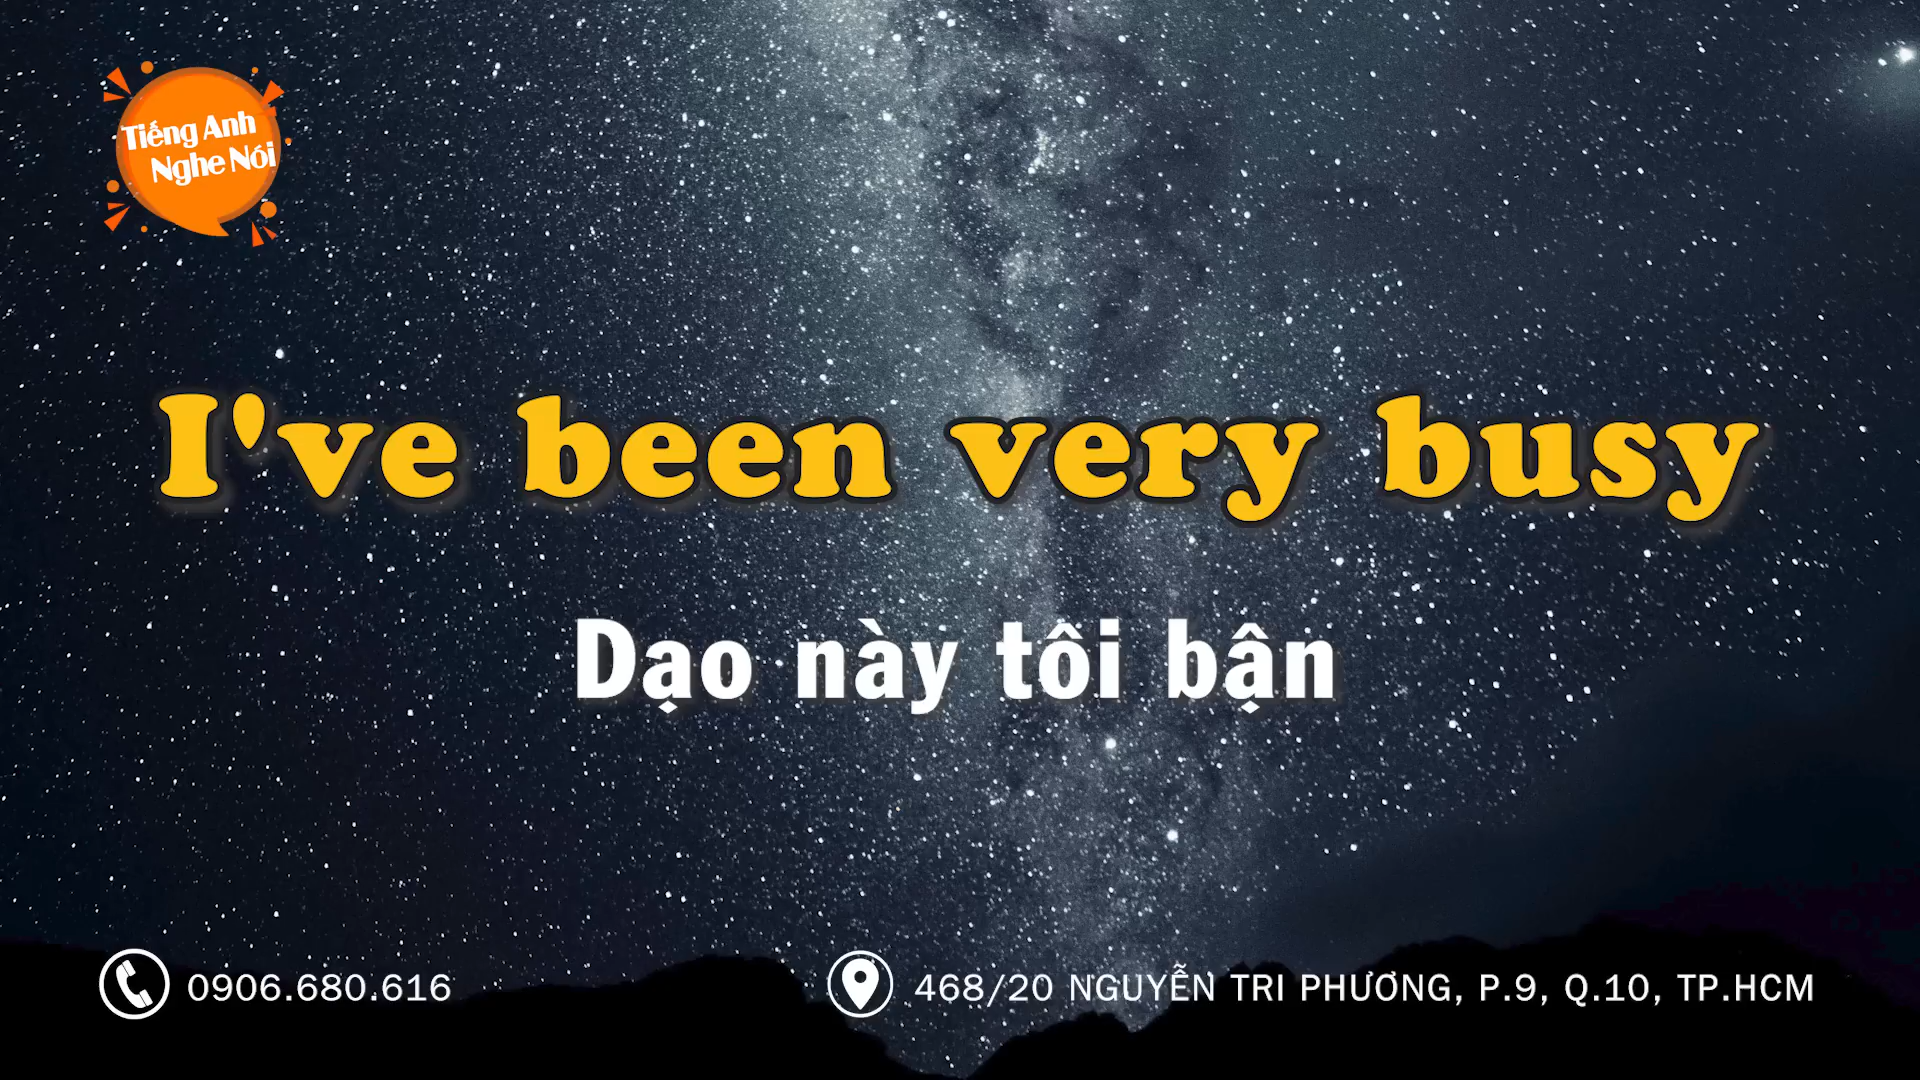 Tiếng Anh
Nghe Nói
I've been very busy
Dạo này tôi bận
0906.680.616
468/20 NGUYỄN TRI PHƯƠNG, P.9, Q.10, TP.HCM